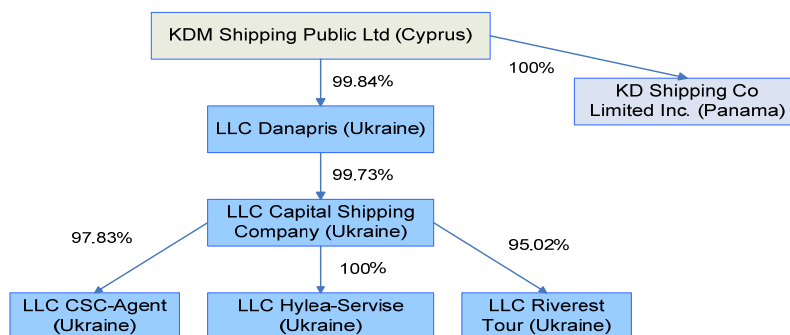 KDM Shipping Public Ltd (Cyprus)
99.84%
100%
KD Shipping Co
Limited Inc. (Panama)
LLC Danapris (Ukraine)
99.73%
LLC Capital Shipping
Company (Ukraine)
97.83%
100%
95.02%
LLC CSC-Agent
(Ukraine)
LLC Hylea-Servise
(Ukraine)
LLC Riverest
Tour (Ukraine)